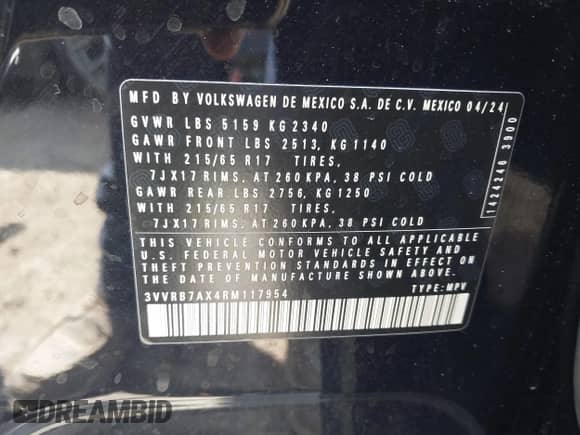 MFD BY VOLKSWAGEN DE MEXICO S.A. DE C.V. MEXICO 04/24
GVWR LBS 5159 KG 2340
GAWR FRONT LBS 2513, KG 1140
WITH 215/65 R17 TIRES,
7JX17 RIMS, AT 260 KPA, 38 PSI COLD
GAWR REAR LBS 2756, KG 1250
WITH 215/65 R17 TIRES,
7JX17 RIMS, AT 260 KPA, 38 PSI COLD
THIS VEHICLE CONFORMS TO ALL APPLICABLE
U.S. FEDERAL MOTOR VEHICLE SAFETY AND
THEFT PREVENTION STANDARDS IN EFFECT ON
THE DATE OF MANUFACTURE SHOWN ABOVE.
3VVRB7AX4RM117954 TYPE: MPV
1424246 3900
DREAMBID